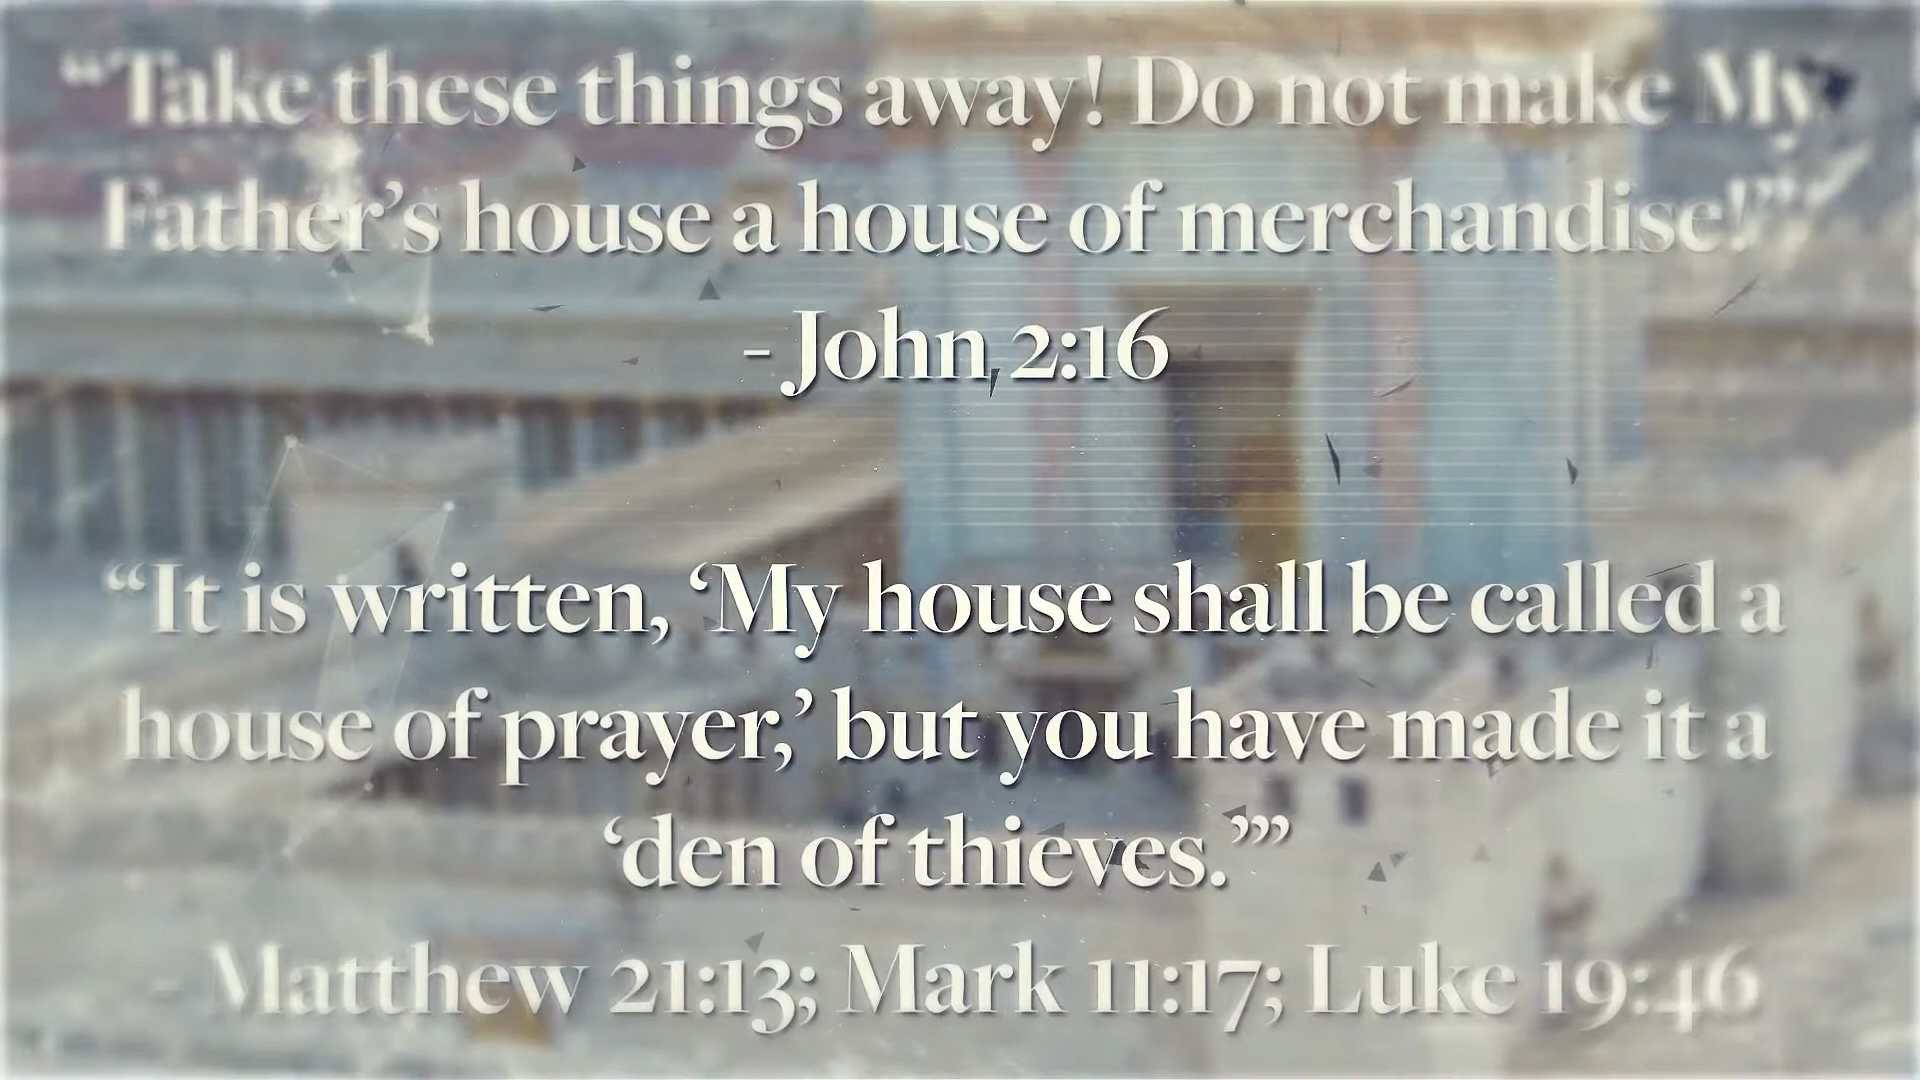 “Take these things away! Do not make My
Father’s house a house of merchandise!”
- John 2:16
“It is written, ‘My house shall be called a
house of prayer,’ but you have made it a
‘den of thieves.’”
- Matthew 21:13; Mark 11:17; Luke 19:46